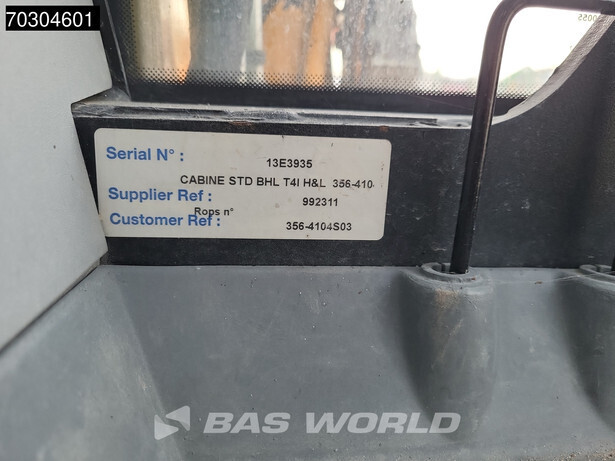 70304601
Serial N° : 13E3935
CABINE STD BHL T4I H&L 356-410
Supplier Ref : 992311
Rops n°
Customer Ref : 356-4104S03
BAS WORLD